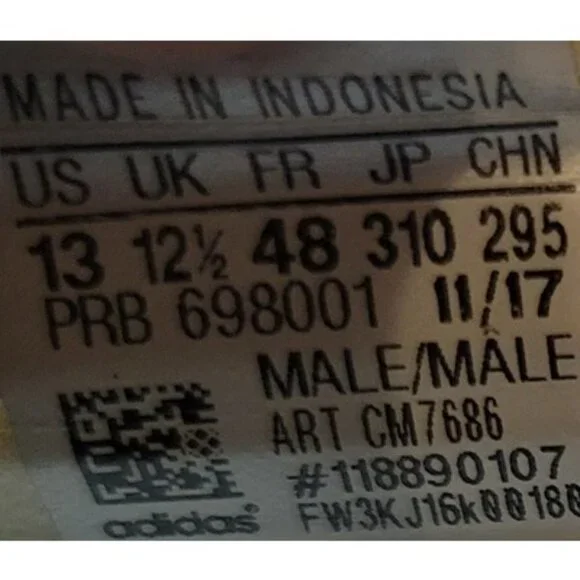 MADE IN INDONESIA
US UK FR JP CHN
13 12½ 48 310 295
PRB 698001 11/17
MALE/MÂLE
ART CM7686
#118890107
adidas FW3KJ16k00180